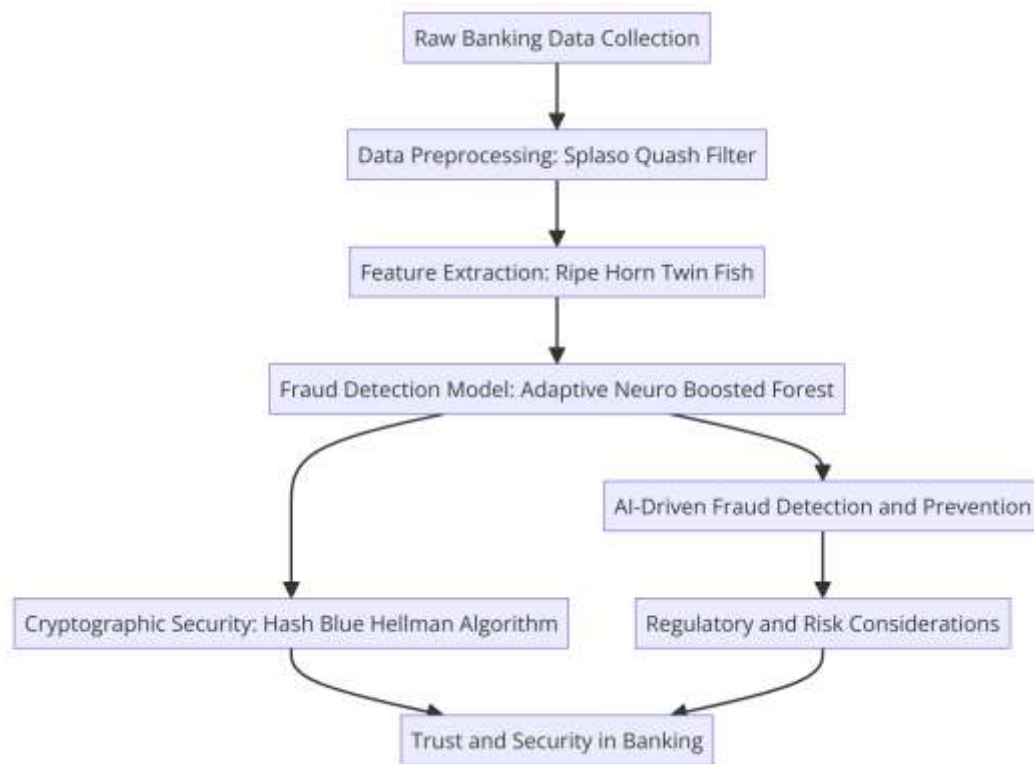 Raw Banking Data Collection
Data Preprocessing: Splaso Quash Filter
Feature Extraction: Ripe Horn Twin Fish
Fraud Detection Model: Adaptive Neuro Boosted Forest
AI-Driven Fraud Detection and Prevention
Cryptographic Security: Hash Blue Hellman Algorithm
Regulatory and Risk Considerations
Trust and Security in Banking